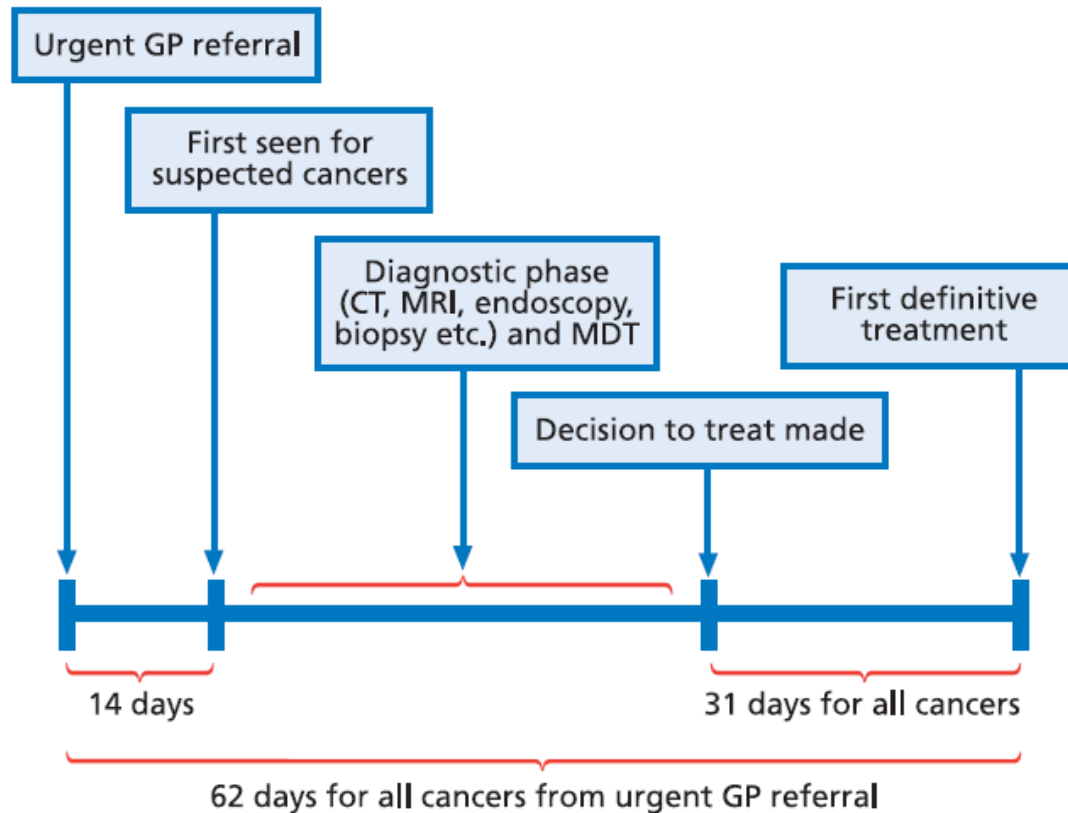 Urgent GP referral
First seen for
suspected cancers
Diagnostic phase
(CT, MRI, endoscopy,
biopsy etc.) and MDT
First definitive
treatment
Decision to treat made
14 days
31 days for all cancers
62 days for all cancers from urgent GP referral